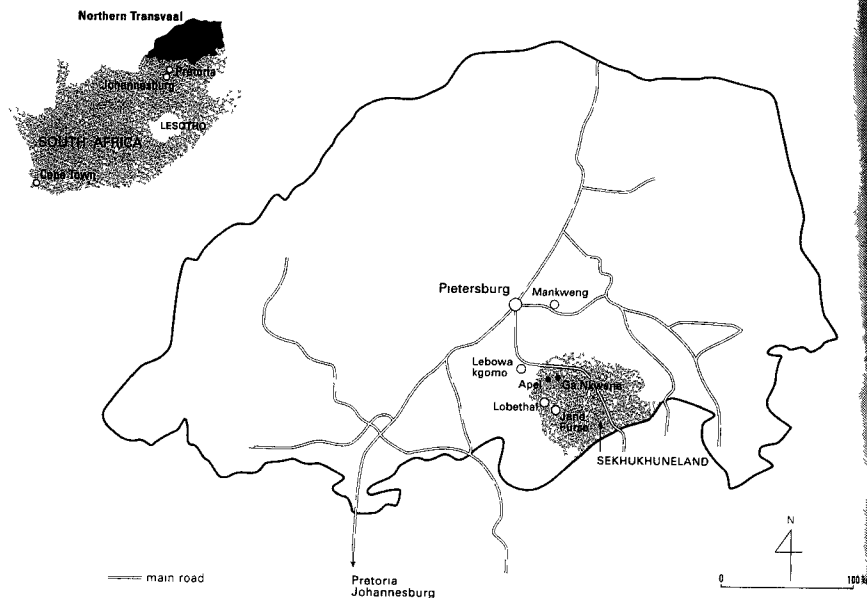 Northern Transvaal
Pretoria
Johannesburg
LESOTHO
SOUTH AFRICA
Cape Town
Pietersburg
Mankweng
Lebowa
kgomo
Apel
Ga Nkwana
Lobethal
Jane
Furse
SEKHUKHUNELAND
N
main road
Pretoria
Johannesburg
0
100 k